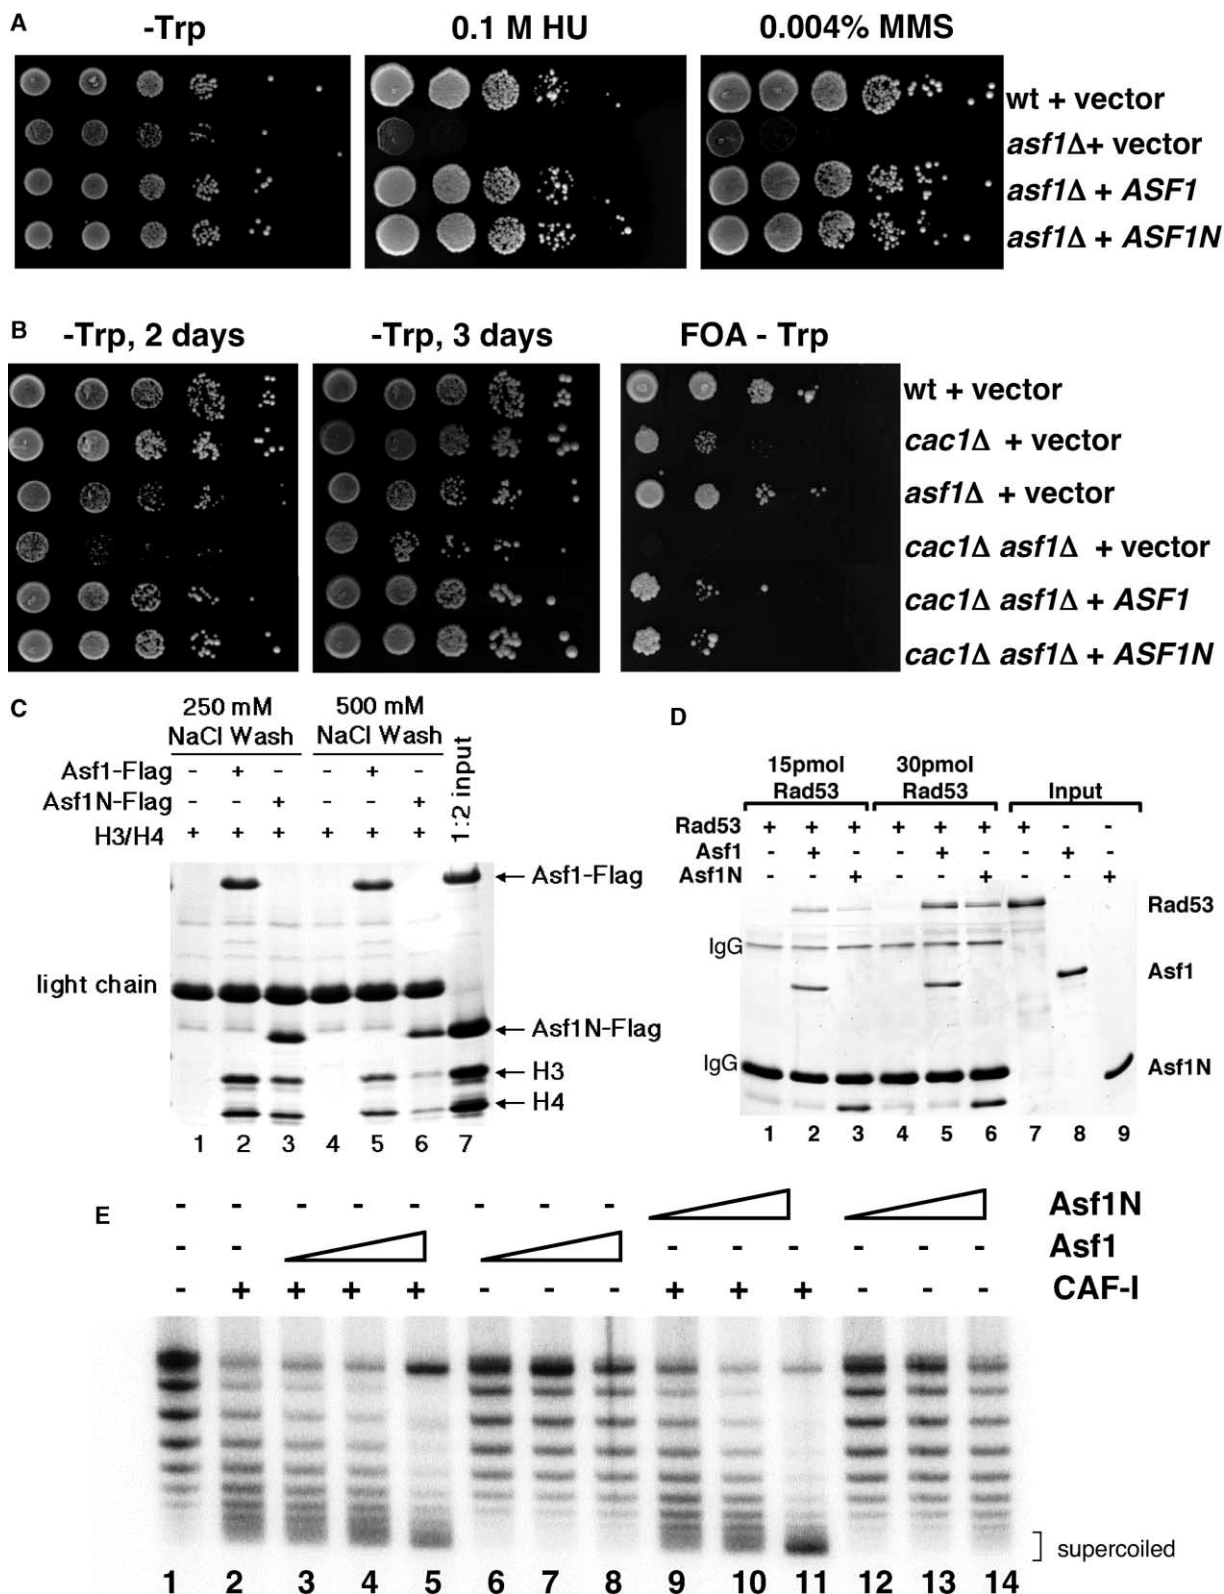 A
-Trp 0.1 M HU 0.004% MMS
wt + vector
asf1Δ+ vector
asf1Δ + ASF1
asf1Δ + ASF1N
B
-Trp, 2 days -Trp, 3 days FOA - Trp
wt + vector
cac1Δ + vector
asf1Δ + vector
cac1Δ asf1Δ + vector
cac1Δ asf1Δ + ASF1
cac1Δ asf1Δ + ASF1N
C
250 mM NaCl Wash
500 mM NaCl Wash
1:2 input
Asf1-Flag - + - - + -
Asf1N-Flag - - + - - +
H3/H4 + + + + + +
Asf1-Flag
light chain
Asf1N-Flag
H3
H4
1 2 3 4 5 6 7
D
15pmol Rad53
30pmol Rad53
Input
Rad53 + + + + + + + - -
Asf1 - + - - + - - + -
Asf1N - - + - - + - - +
Rad53
IgG
Asf1
IgG
Asf1N
1 2 3 4 5 6 7 8 9
E
- - - - - - - - Asf1N
- - - - - - - - Asf1
- + + + + - - - + + + - - - CAF-I
supercoiled
1 2 3 4 5 6 7 8 9 10 11 12 13 14